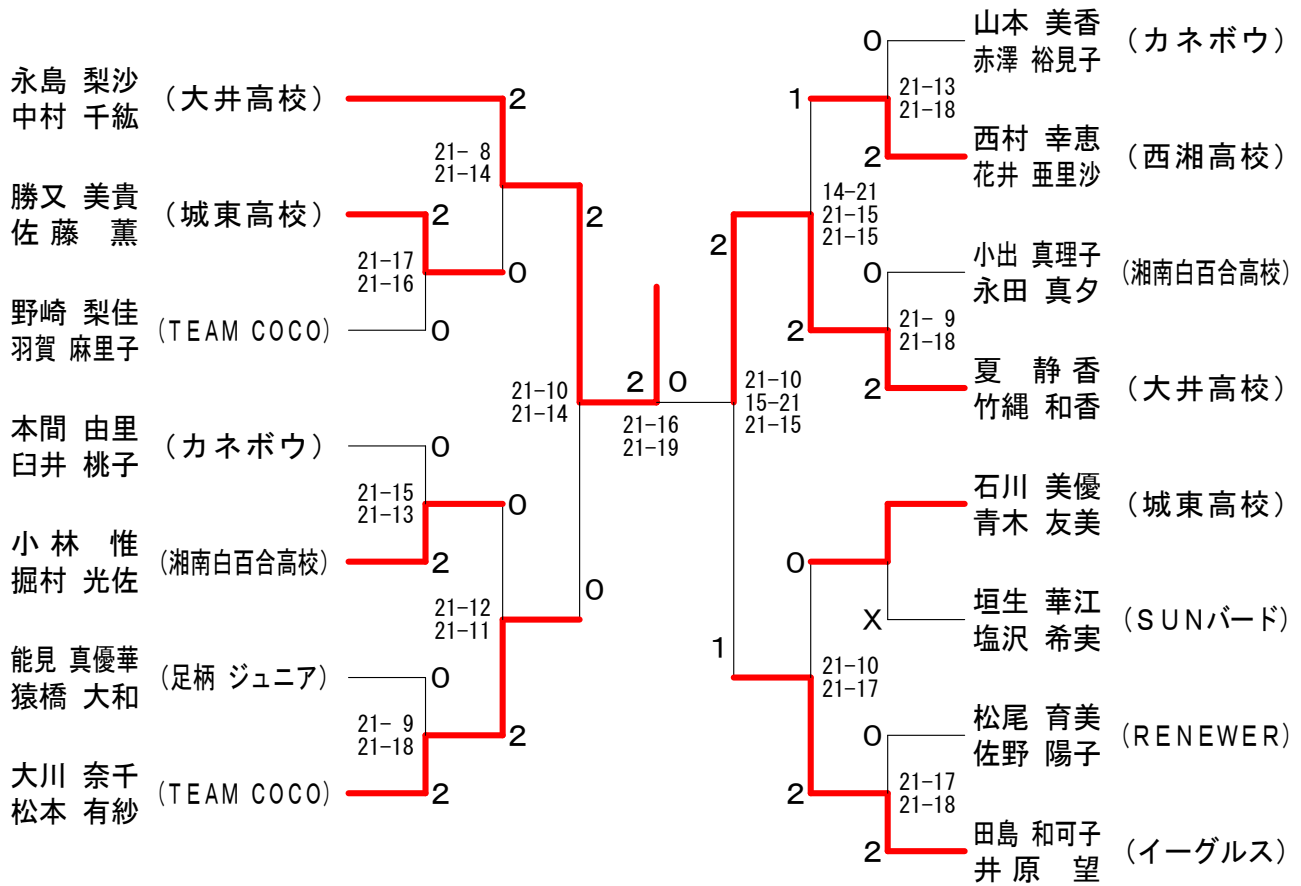 永島 梨沙
中村 千紘
(大井高校)
2
21- 8
21-14
勝又 美貴
佐藤 薫
(城東高校)
2
21-17
21-16
0
野崎 梨佳
羽賀 麻里子
(TEAM COCO)
0
2
21-10
21-14
本間 由里
臼井 桃子
(カネボウ)
0
21-15
21-13
0
小林 惟
掘村 光佐
(湘南白百合高校)
2
21-12
21-11
0
能見 真優華
猿橋 大和
(足柄 ジュニア)
0
21- 9
21-18
2
大川 奈千
松本 有紗
(TEAM COCO)
2
2 0
21-16
21-19
0
山本 美香
赤澤 裕見子
(カネボウ)
1
21-13
21-18
2
西村 幸恵
花井 亜里沙
(西湘高校)
2
14-21
21-15
21-15
0
小出 真理子
永田 真夕
(湘南白百合高校)
2
21- 9
21-18
2
夏 静香
竹縄 和香
(大井高校)
21-10
15-21
21-15
石川 美優
青木 友美
(城東高校)
0
X
垣生 華江
塩沢 希実
(SUNバード)
1
21-10
21-17
0
松尾 育美
佐野 陽子
(RENEWER)
2
21-17
21-18
2
田島 和可子
井原 望
(イーグルス)